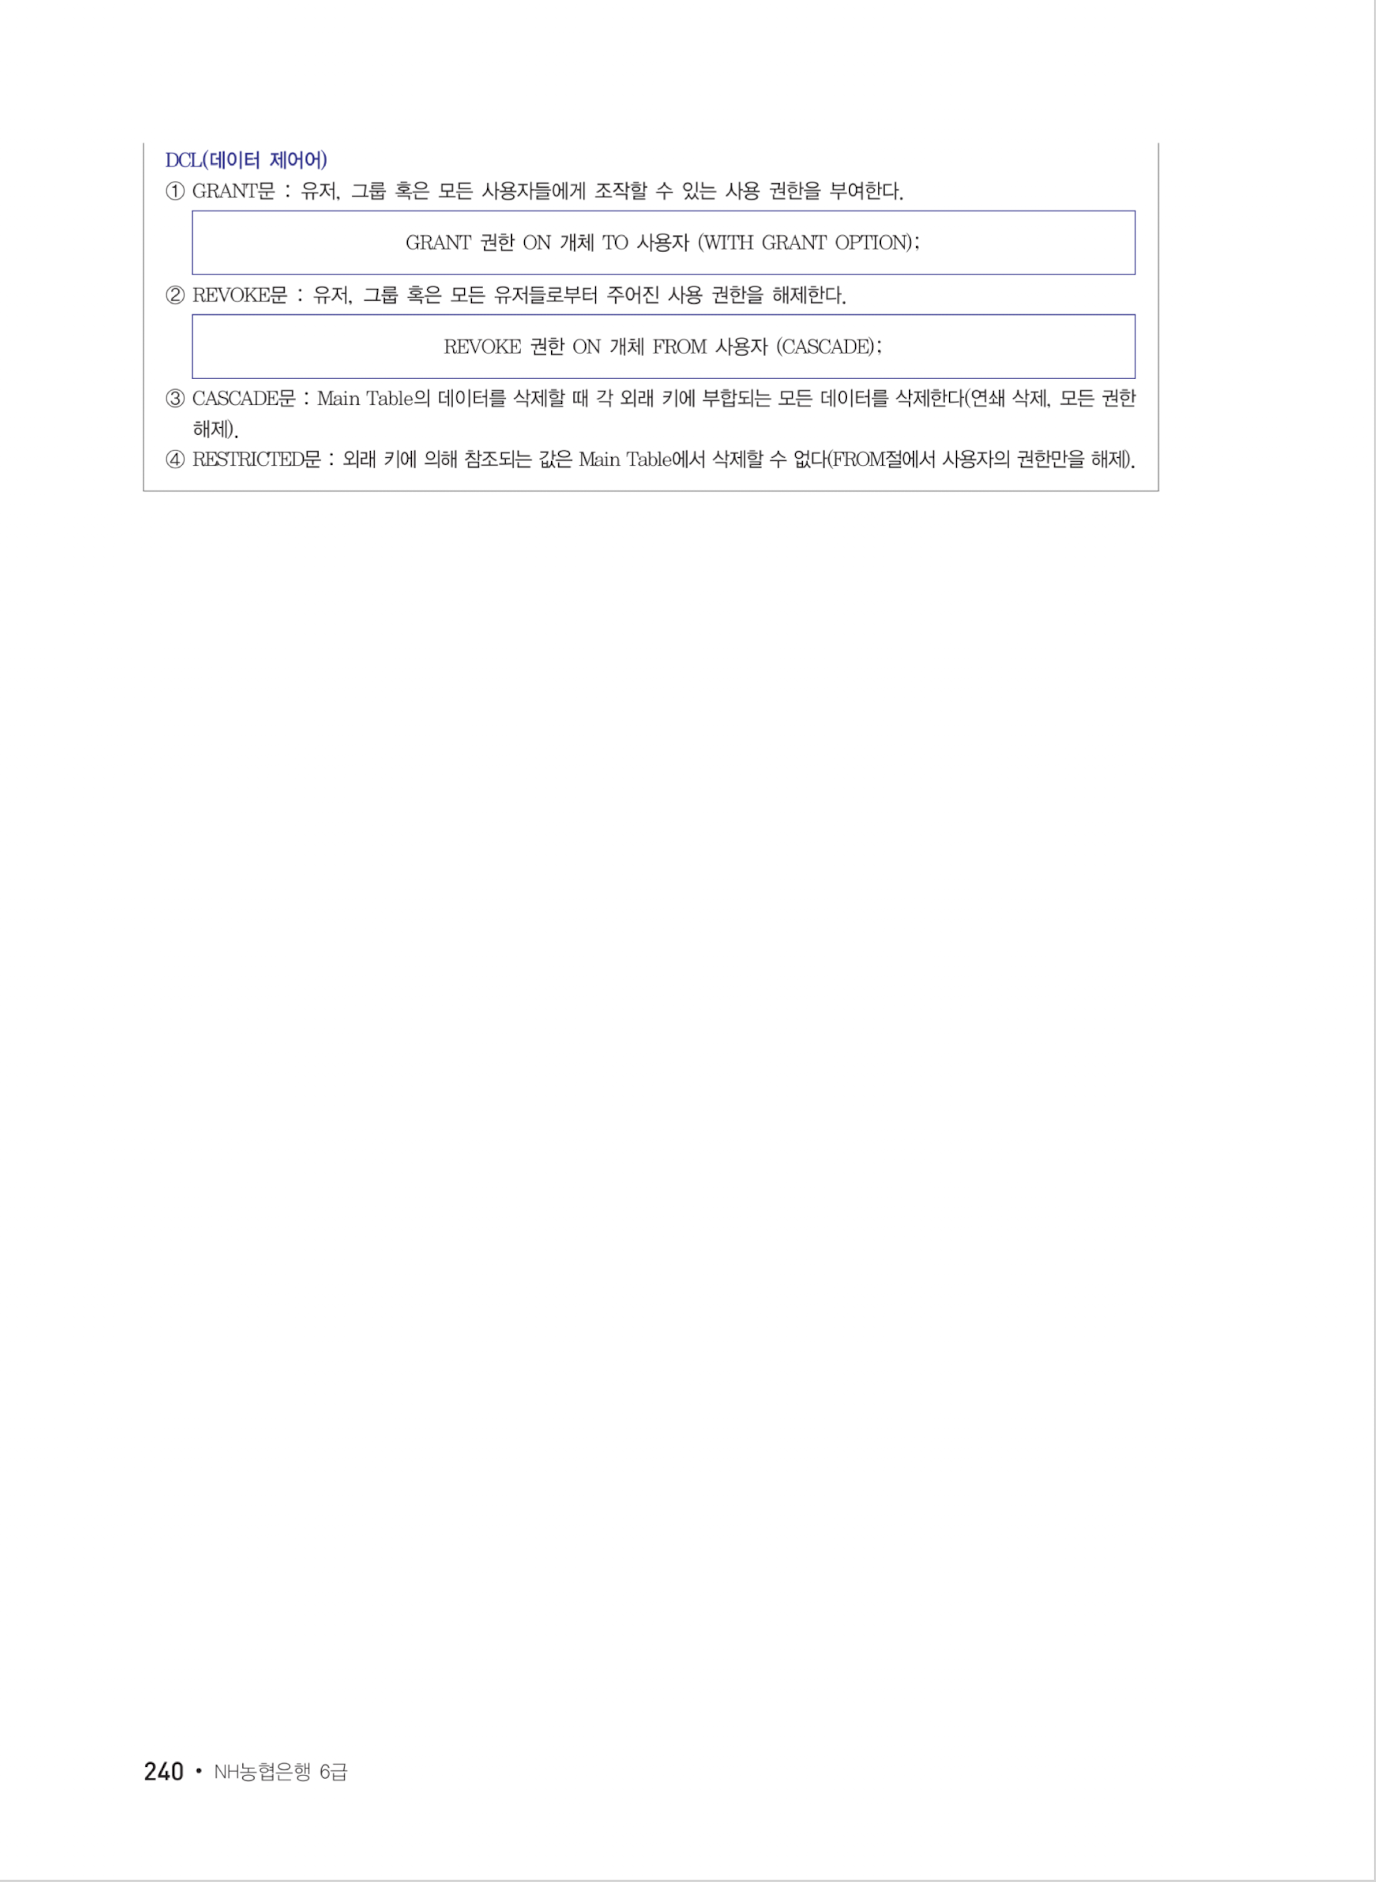 DCL(데이터 제어어)
① GRANT문 : 유저, 그룹 혹은 모든 사용자들에게 조작할 수 있는 사용 권한을 부여한다.
GRANT 권한 ON 개체 TO 사용자 (WITH GRANT OPTION);
② REVOKE문 : 유저, 그룹 혹은 모든 유저들로부터 주어진 사용 권한을 해제한다.
REVOKE 권한 ON 개체 FROM 사용자 (CASCADE);
③ CASCADE문 : Main Table의 데이터를 삭제할 때 각 외래 키에 부합되는 모든 데이터를 삭제한다(연쇄 삭제, 모든 권한
해제).
④ RESTRICTED문 : 외래 키에 의해 참조되는 값은 Main Table에서 삭제할 수 없다(FROM절에서 사용자의 권한만을 해제).
240 • NH농협은행 6급